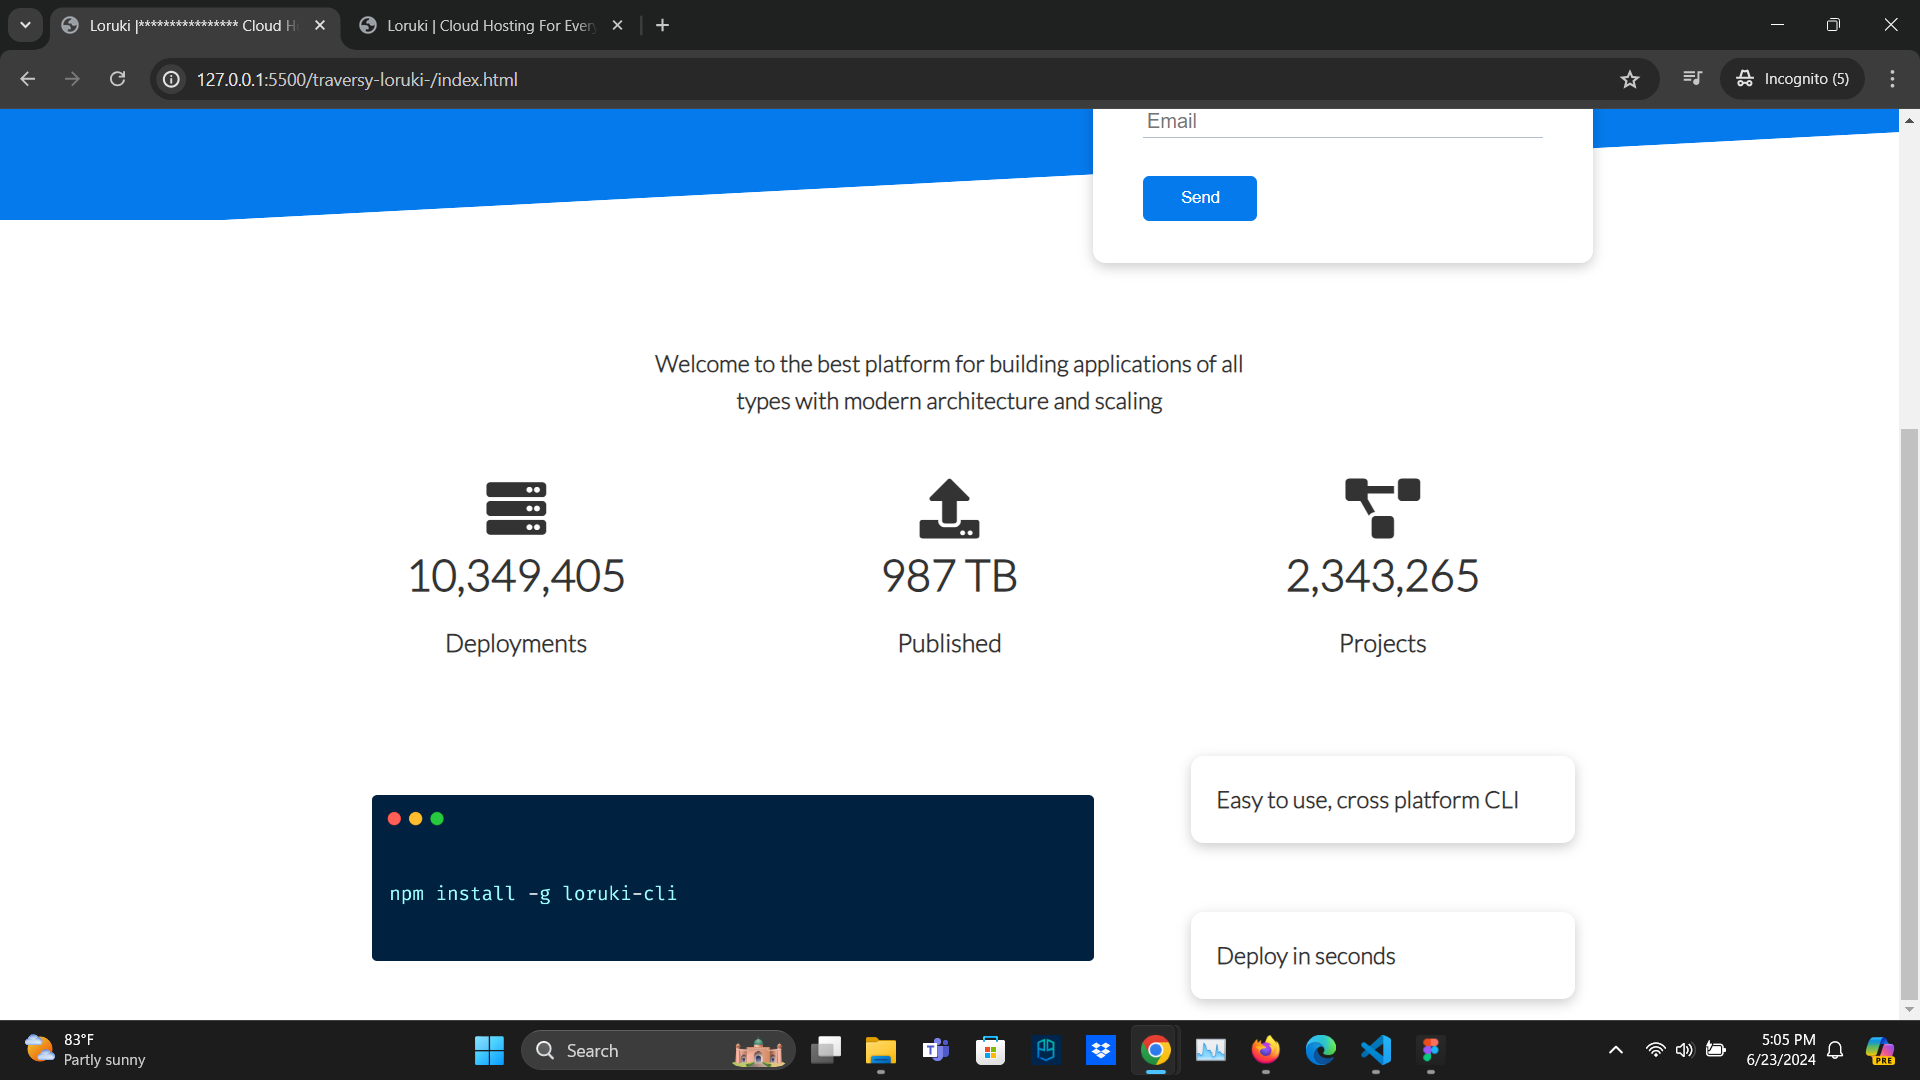 Loruki |**************** Cloud H
Loruki | Cloud Hosting For Every
127.0.0.1:5500/traversy-loruki-/index.html
Incognito (5)
Email
Send
Welcome to the best platform for building applications of all
types with modern architecture and scaling
10,349,405
987 TB
2,343,265
Deployments
Published
Projects
Easy to use, cross platform CLI
npm install -g loruki-cli
Deploy in seconds
83°F
Partly sunny
Search
5:05 PM
6/23/2024
PRE